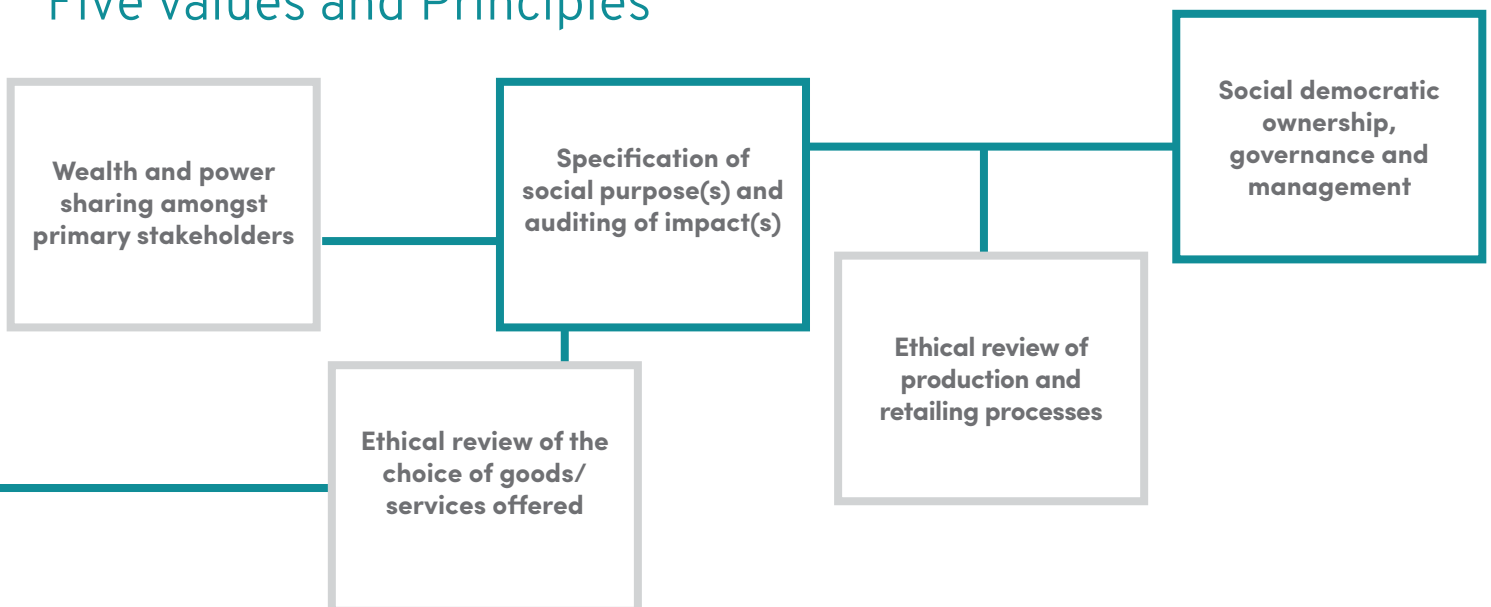 Five Values and Principles
Wealth and power
sharing amongst
primary stakeholders
Specification of
social purpose(s) and
auditing of impact(s)
Social democratic
ownership,
governance and
management
Ethical review of the
choice of goods/
services offered
Ethical review of
production and
retailing processes